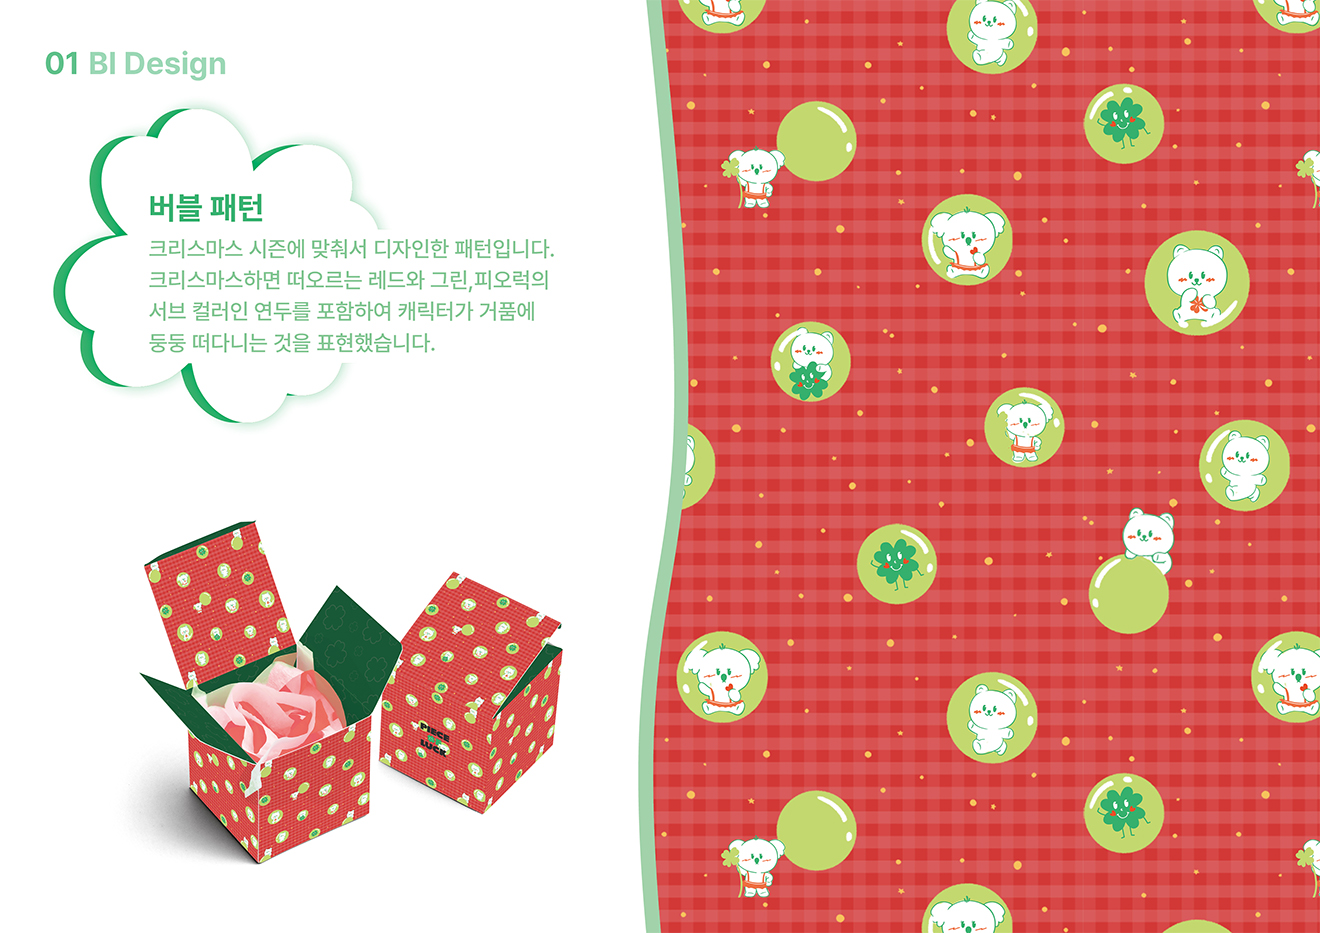 01 BI Design
버블 패턴
크리스마스 시즌에 맞춰서 디자인한 패턴입니다.
크리스마스하면 떠오르는 레드와 그린,피오럭의
서브 컬러인 연두를 포함하여 캐릭터가 거품에
둥둥 떠다니는 것을 표현했습니다.
PIECE
LUCK